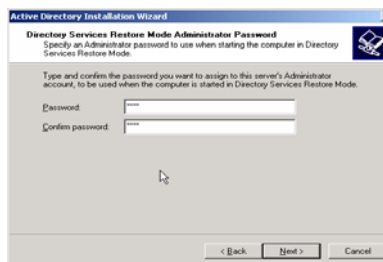 Active Directory Installation Wizard
Directory Services Restore Mode Administrator Password
Specify an Administrator password to use when starting the computer in Directory
Services Restore Mode.
Type and confirm the password you want to assign to this server's Administrator
account, to be used when the computer is started in Directory Services Restore Mode.
Password:
****
Confirm password:
****
< Back
Next >
Cancel